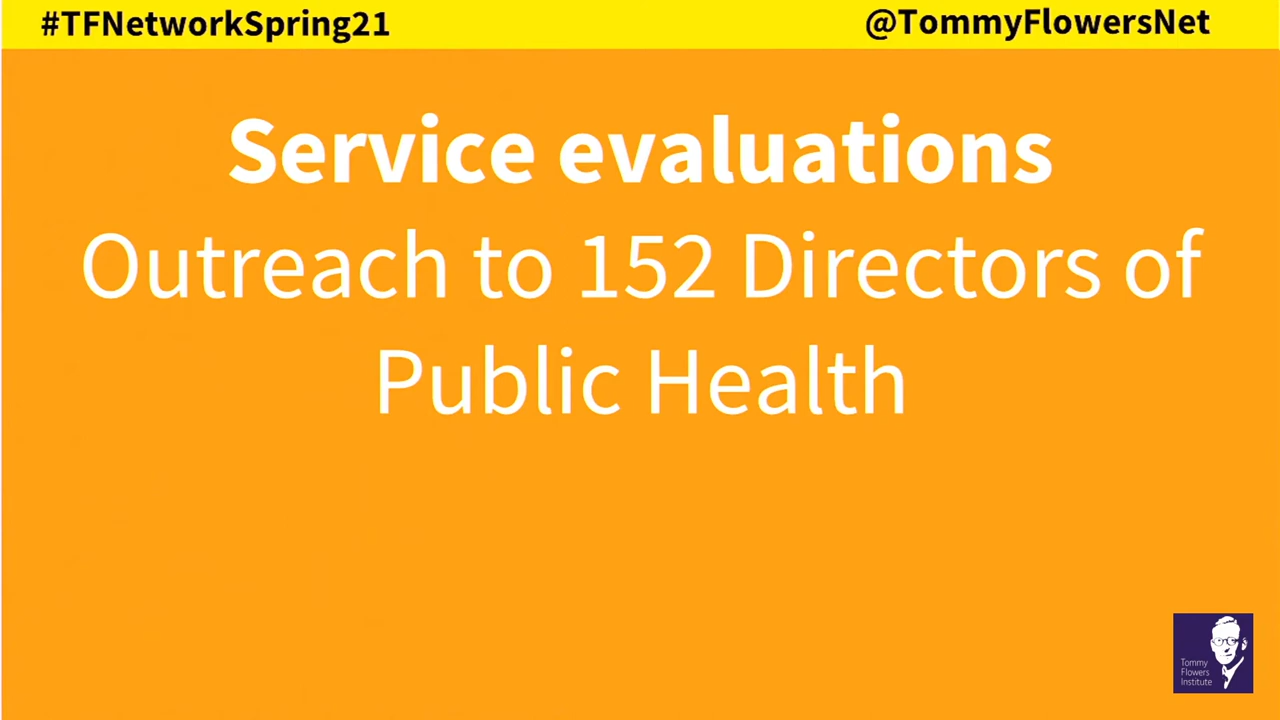 #TFNetworkSpring21
@TommyFlowersNet
Service evaluations
Outreach to 152 Directors of
Public Health
Tommy
Flowers
Institute